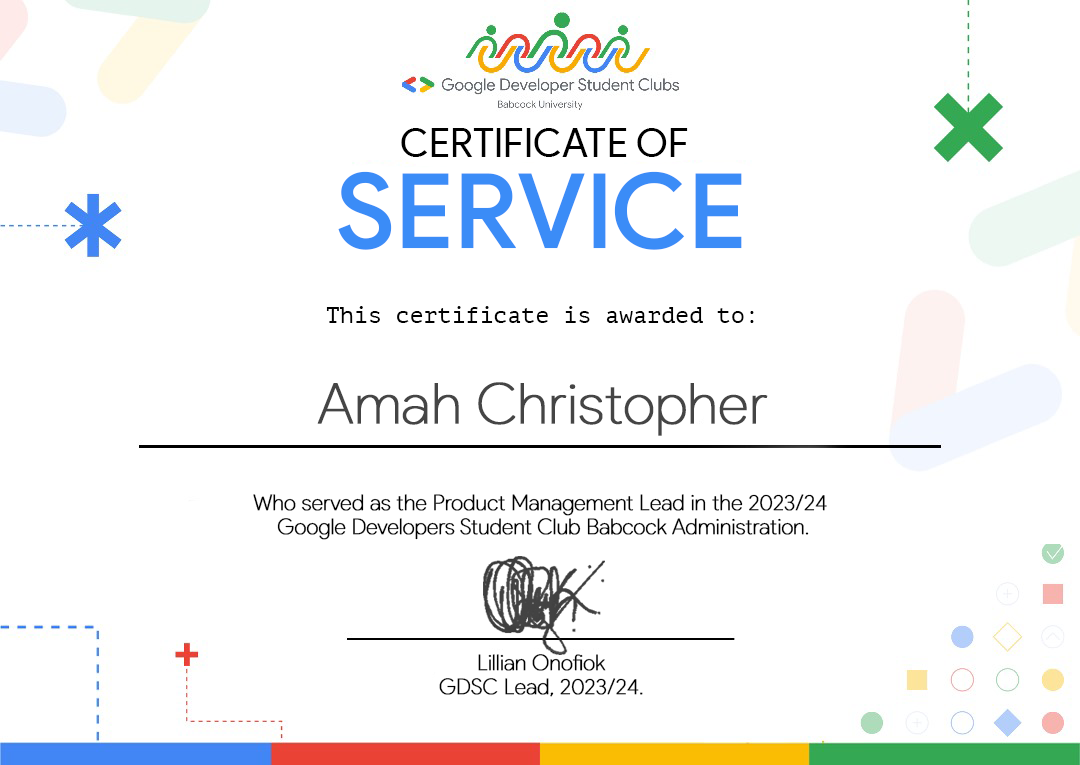 Google Developer Student Clubs
Babcock University
CERTIFICATE OF
SERVICE
This certificate is awarded to:
Amah Christopher
Who served as the Product Management Lead in the 2023/24
Google Developers Student Club Babcock Administration.
Lillian Onofiok
GDSC Lead, 2023/24.